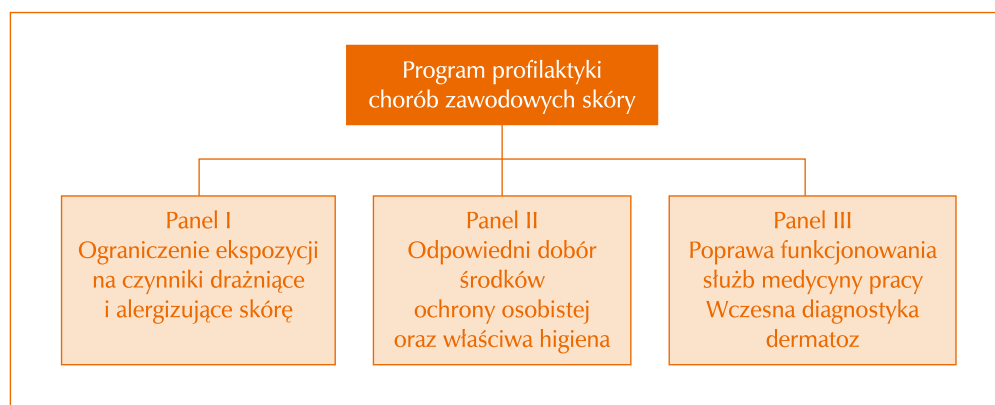 Program profilaktyki
chorób zawodowych skóry
Panel I
Ograniczenie ekspozycji
na czynniki drażniące
i alergizujące skórę
Panel II
Odpowiedni dobór
środków
ochrony osobistej
oraz właściwa higiena
Panel III
Poprawa funkcjonowania
służb medycyny pracy
Wczesna diagnostyka
dermatoz